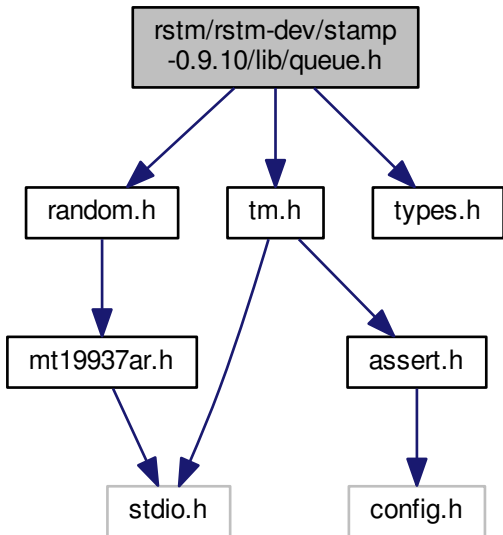 rstm/rstm-dev/stamp
-0.9.10/lib/queue.h
random.h
tm.h
types.h
mt19937ar.h
assert.h
stdio.h
config.h